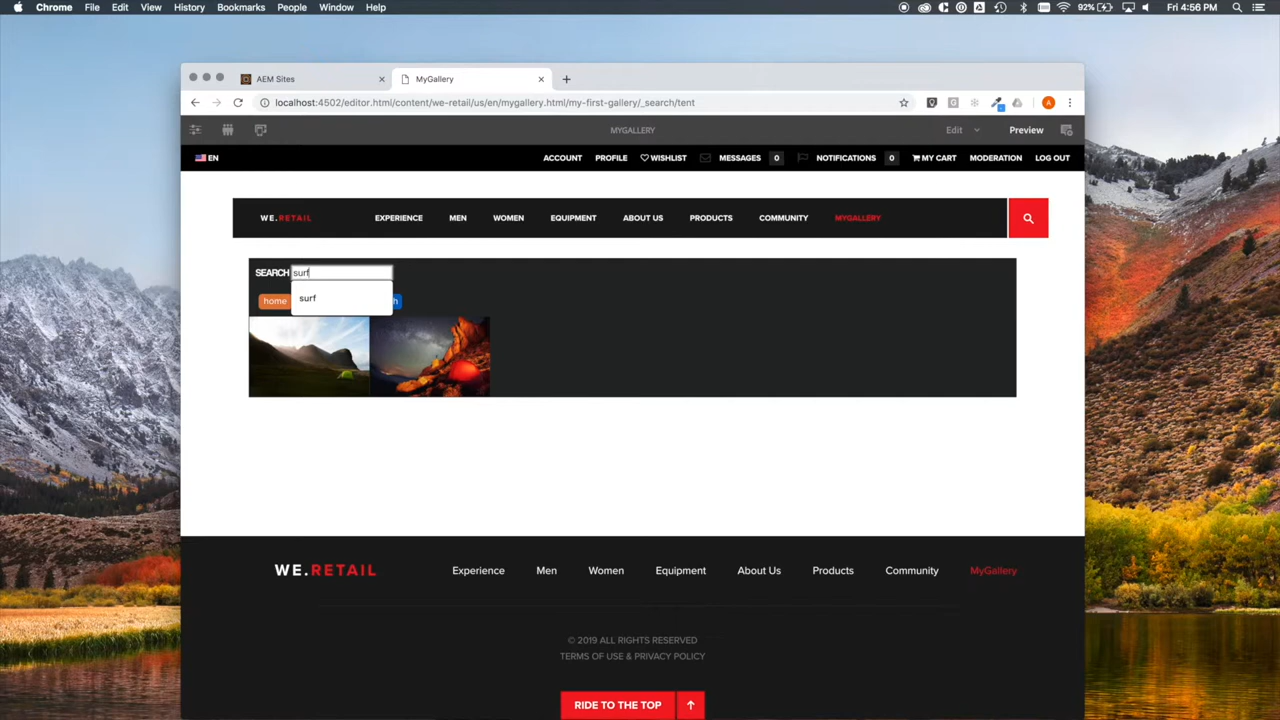 Chrome File Edit View History Bookmarks People Window Help 92% Fri 4:56 PM
AEM Sites MyGallery
localhost:4502/editor.html/content/we-retail/us/en/mygallery.html/my-first-gallery/_search/tent A
MYGALLERY Edit Preview
EN ACCOUNT PROFILE WISHLIST MESSAGES 0 NOTIFICATIONS 0 MY CART MODERATION LOG OUT
WE.RETAIL EXPERIENCE MEN WOMEN EQUIPMENT ABOUT US PRODUCTS COMMUNITY MYGALLERY
SEARCH surf
surf
home h
WE.RETAIL Experience Men Women Equipment About Us Products Community MyGallery
© 2019 ALL RIGHTS RESERVED
TERMS OF USE & PRIVACY POLICY
RIDE TO THE TOP